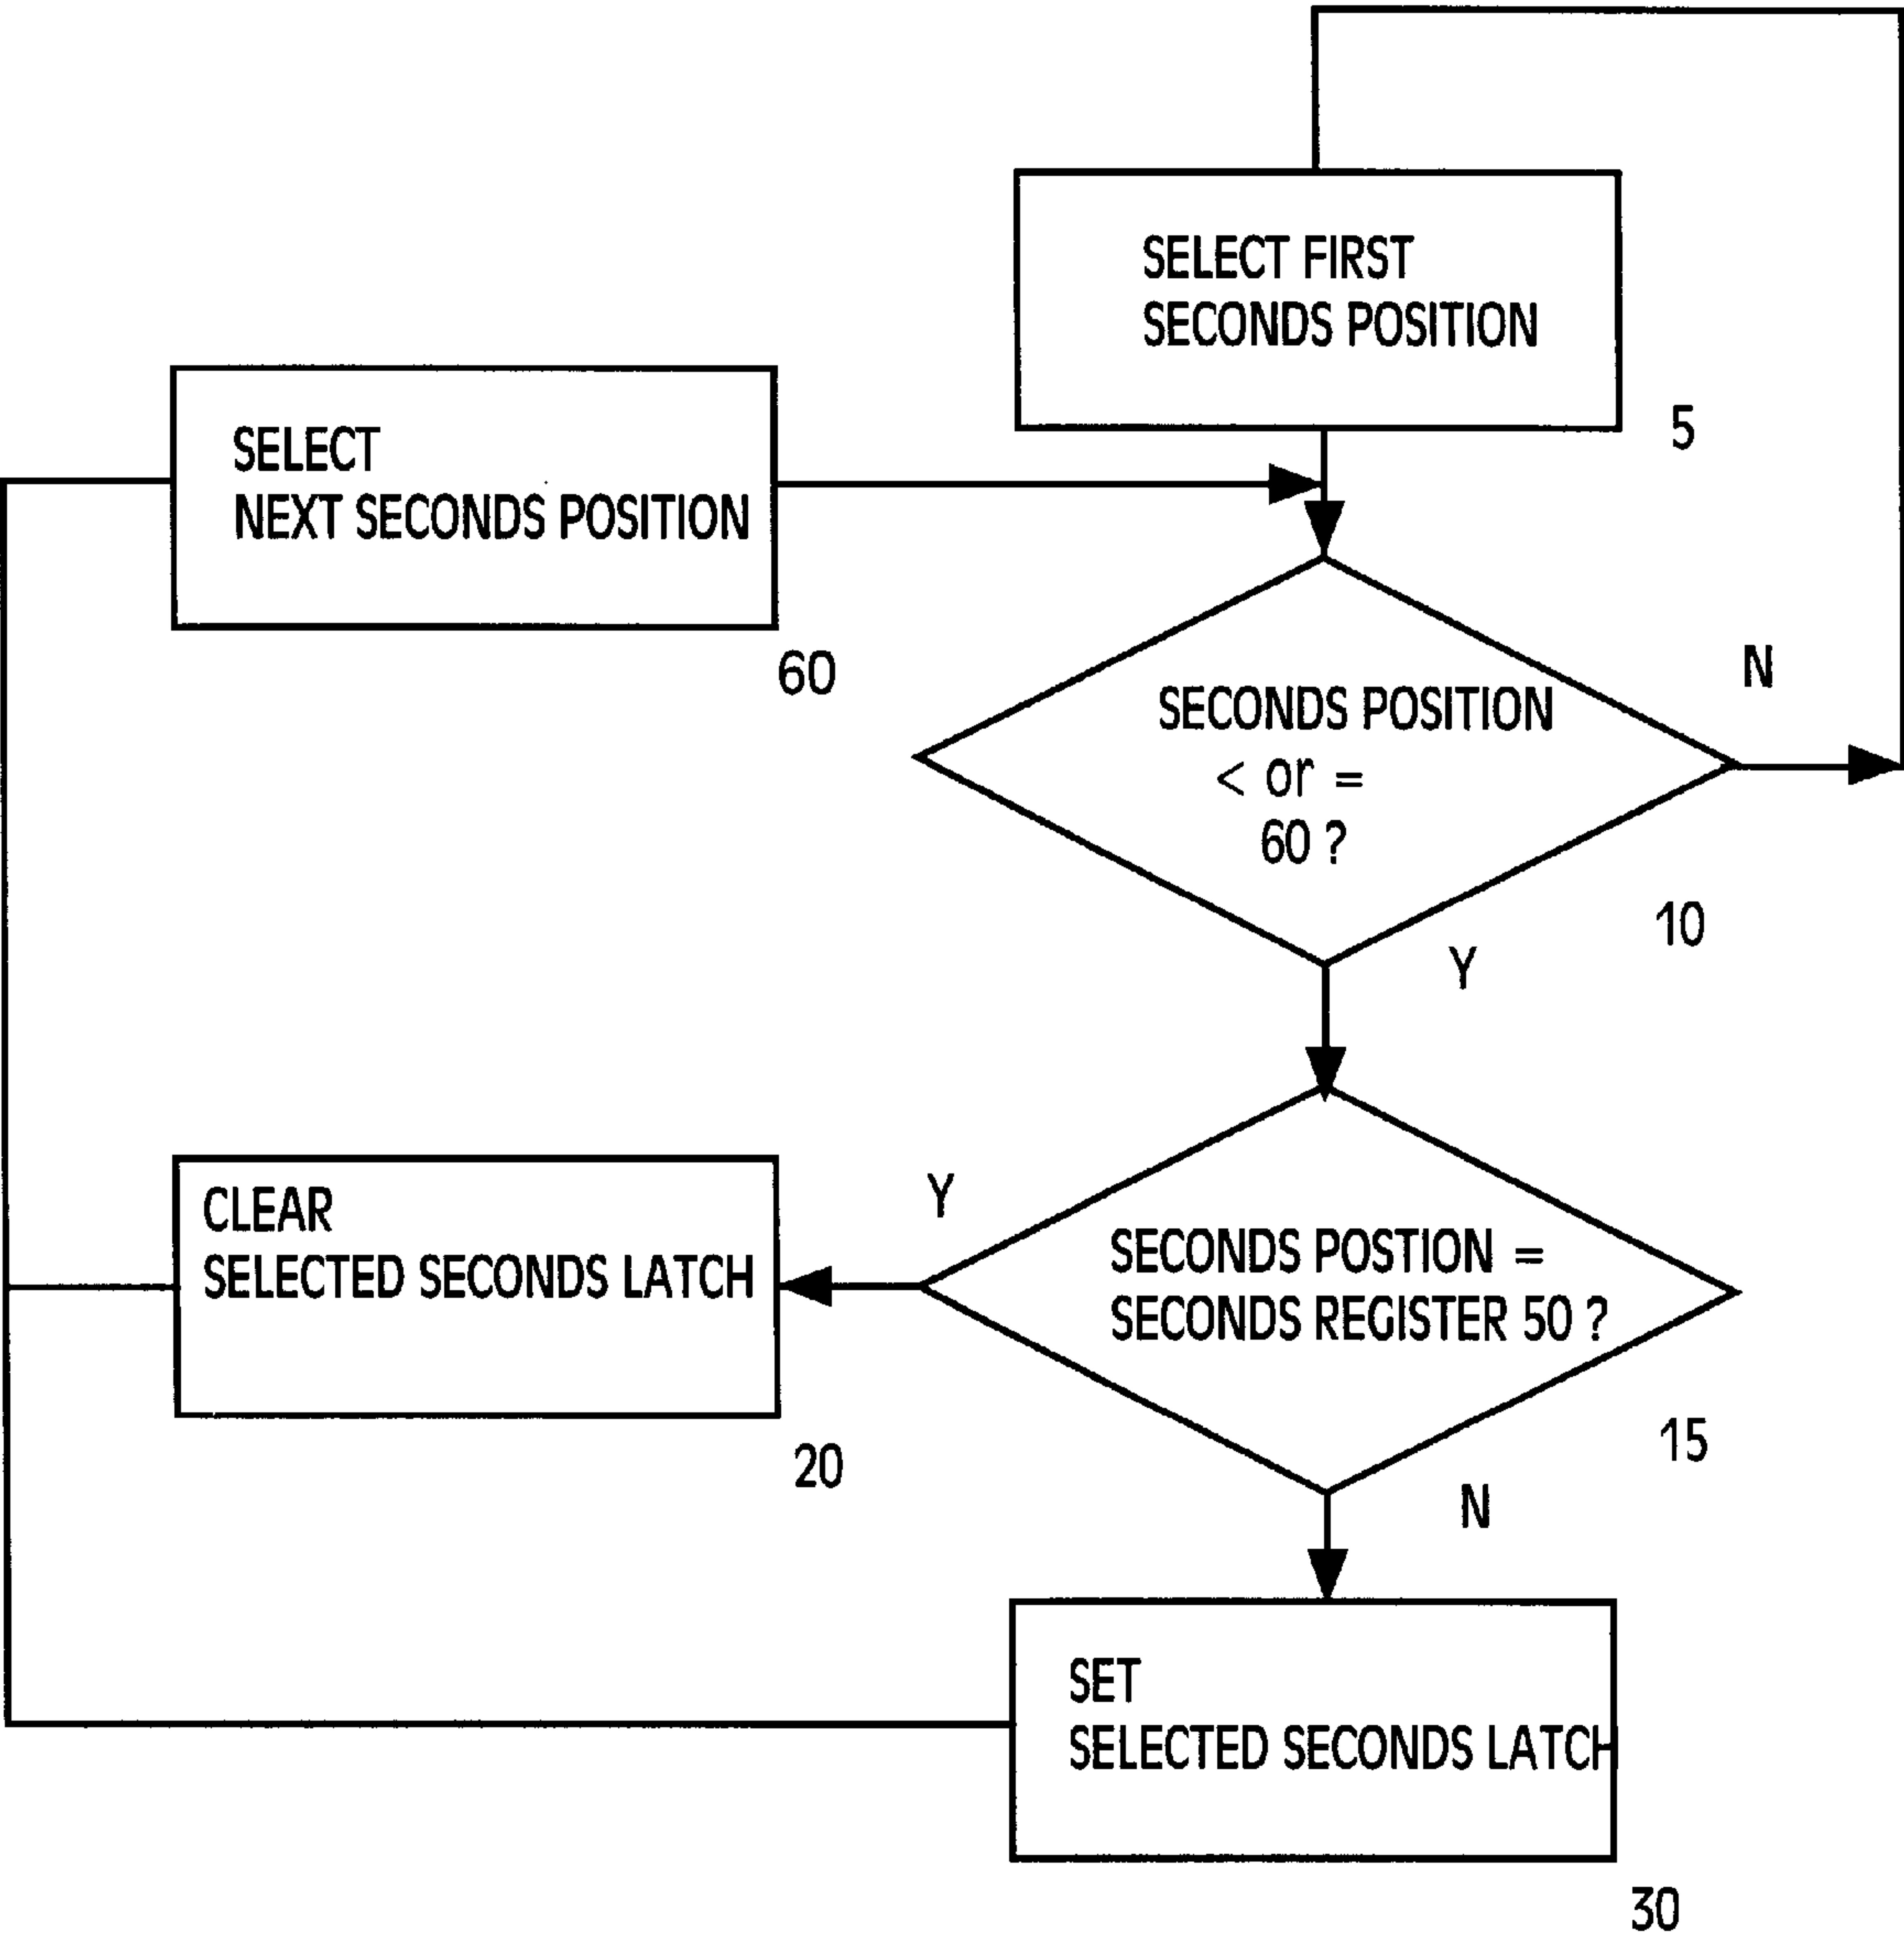 SELECT FIRST
SECONDS POSITION
5
SELECT
NEXT SECONDS POSITION
60
SECONDS POSITION
< or =
60 ?
N
10
Y
SECONDS POSTION =
SECONDS REGISTER 50 ?
15
Y
CLEAR
SELECTED SECONDS LATCH
20
N
SET
SELECTED SECONDS LATCH
30